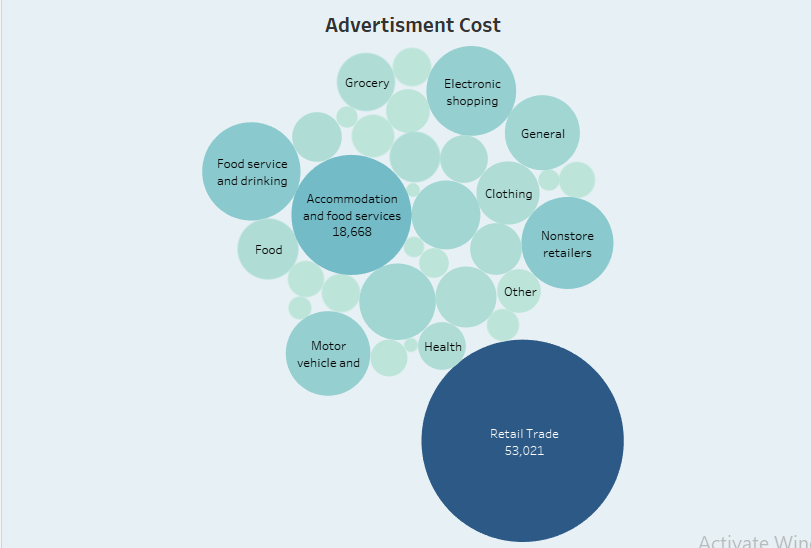 Advertisment Cost
Grocery
Electronic
shopping
General
Food service
and drinking
Accommodation
and food services
18,668
Clothing
Food
Nonstore
retailers
Other
Motor
vehicle and
Health
Retail Trade
53,021
Activate Win